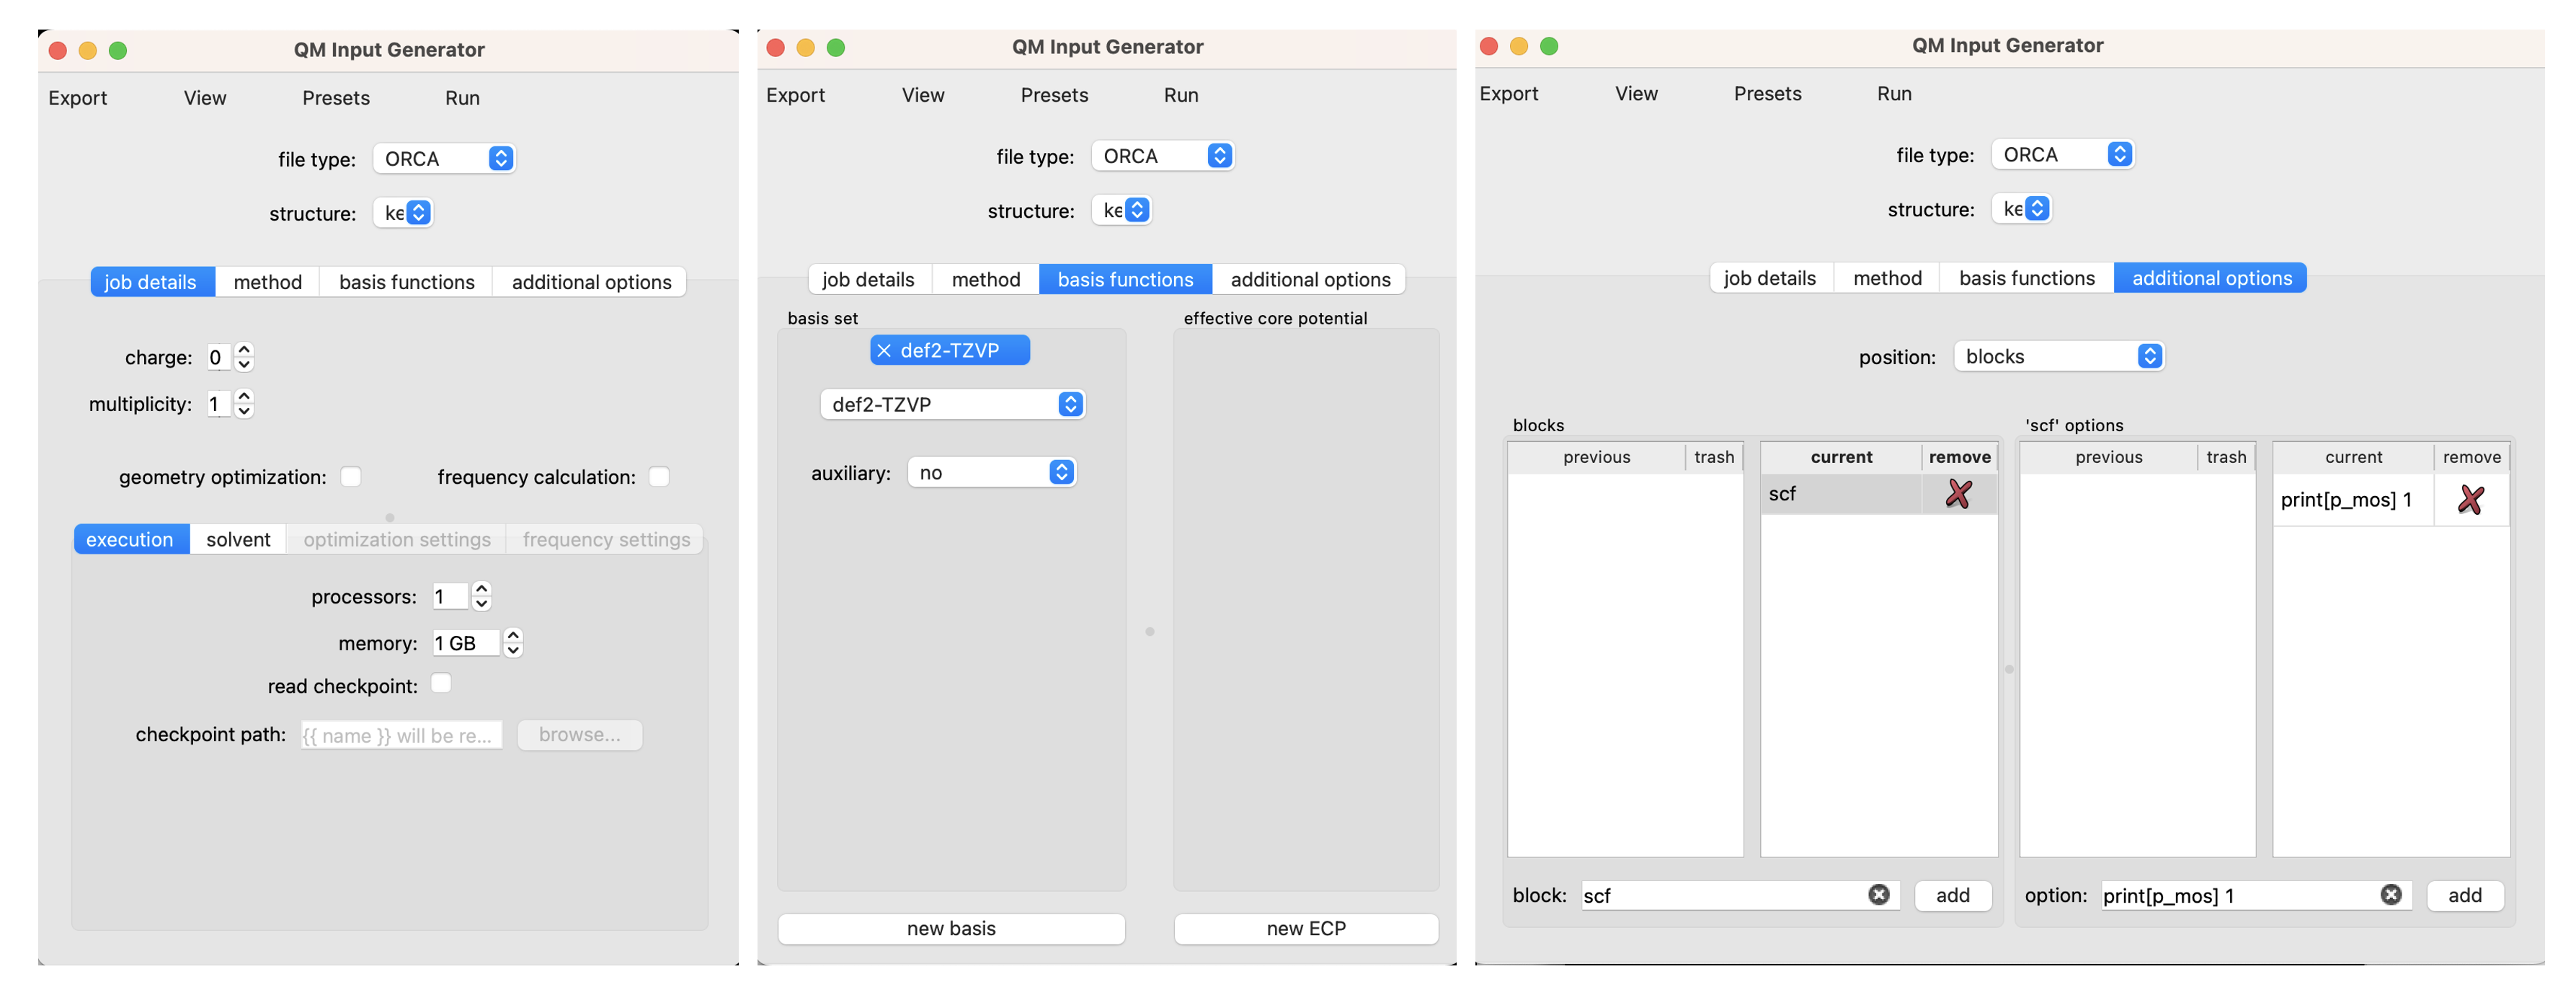 QM Input Generator
Export View Presets Run
file type: ORCA
structure: ke
job details method basis functions additional options
charge: 0
multiplicity: 1
geometry optimization: frequency calculation:
execution solvent optimization settings frequency settings
processors: 1
memory: 1 GB
read checkpoint:
checkpoint path: {{ name }} will be re... browse...
QM Input Generator
Export View Presets Run
file type: ORCA
structure: ke
job details method basis functions additional options
basis set effective core potential
× def2-TZVP
def2-TZVP
auxiliary: no
new basis new ECP
QM Input Generator
Export View Presets Run
file type: ORCA
structure: ke
job details method basis functions additional options
position: blocks
blocks 'scf' options
previous trash current remove previous trash current remove
scf print[p_mos] 1
block: scf add option: print[p_mos] 1 add